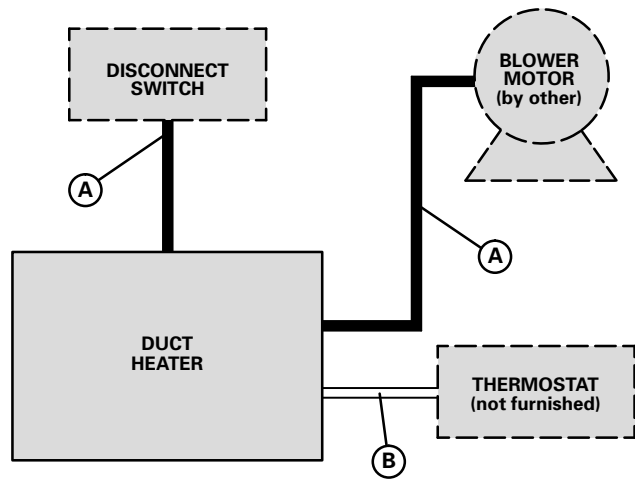 DISCONNECT
SWITCH
BLOWER
MOTOR
(by other)
A
A
DUCT
HEATER
THERMOSTAT
(not furnished)
B